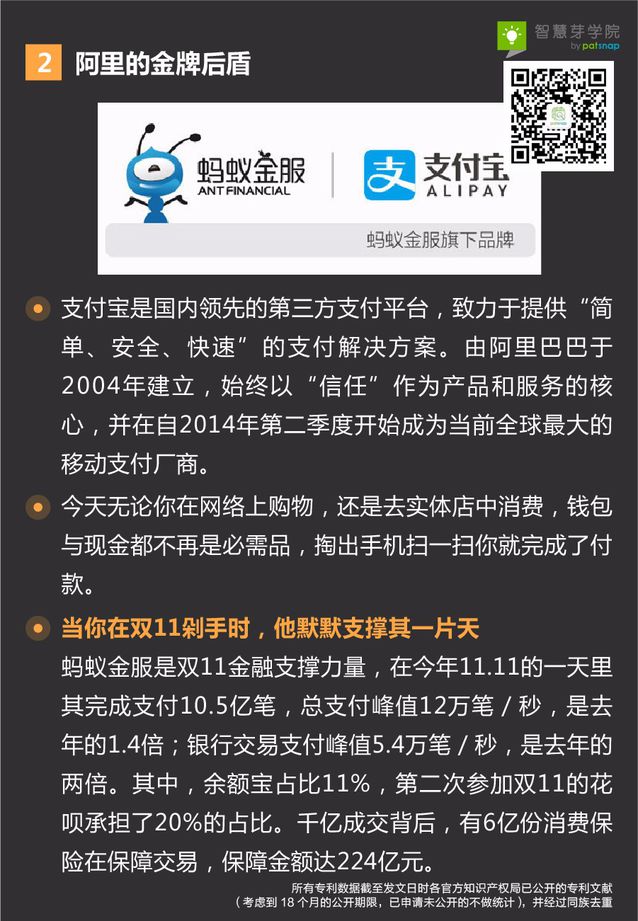 智慧芽学院
by patsnap
2 阿里的金牌后盾
蚂蚁金服
ANT FINANCIAL
支
支付宝
ALIPAY
蚂蚁金服旗下品牌
支付宝是国内领先的第三方支付平台，致力于提供“简
单、安全、快速”的支付解决方案。由阿里巴巴于
2004年建立，始终以“信任”作为产品和服务的核
心，并在自2014年第二季度开始成为当前全球最大的
移动支付厂商。
今天无论你在网络上购物，还是去实体店中消费，钱包
与现金都不再是必需品，掏出手机扫一扫你就完成了付
款。
当你在双11剁手时，他默默支撑其一片天
蚂蚁金服是双11金融支撑力量，在今年11.11的一天里
其完成支付10.5亿笔，总支付峰值12万笔／秒，是去
年的1.4倍；银行交易支付峰值5.4万笔／秒，是去年的
两倍。其中，余额宝占比11%，第二次参加双11的花
呗承担了20%的占比。千亿成交背后，有6亿份消费保
险在保障交易，保障金额达224亿元。
所有专利数据截至发文日时各官方知识产权局已公开的专利文献
（考虑到 18 个月的公开期限，已申请未公开的不做统计），并经过同族去重